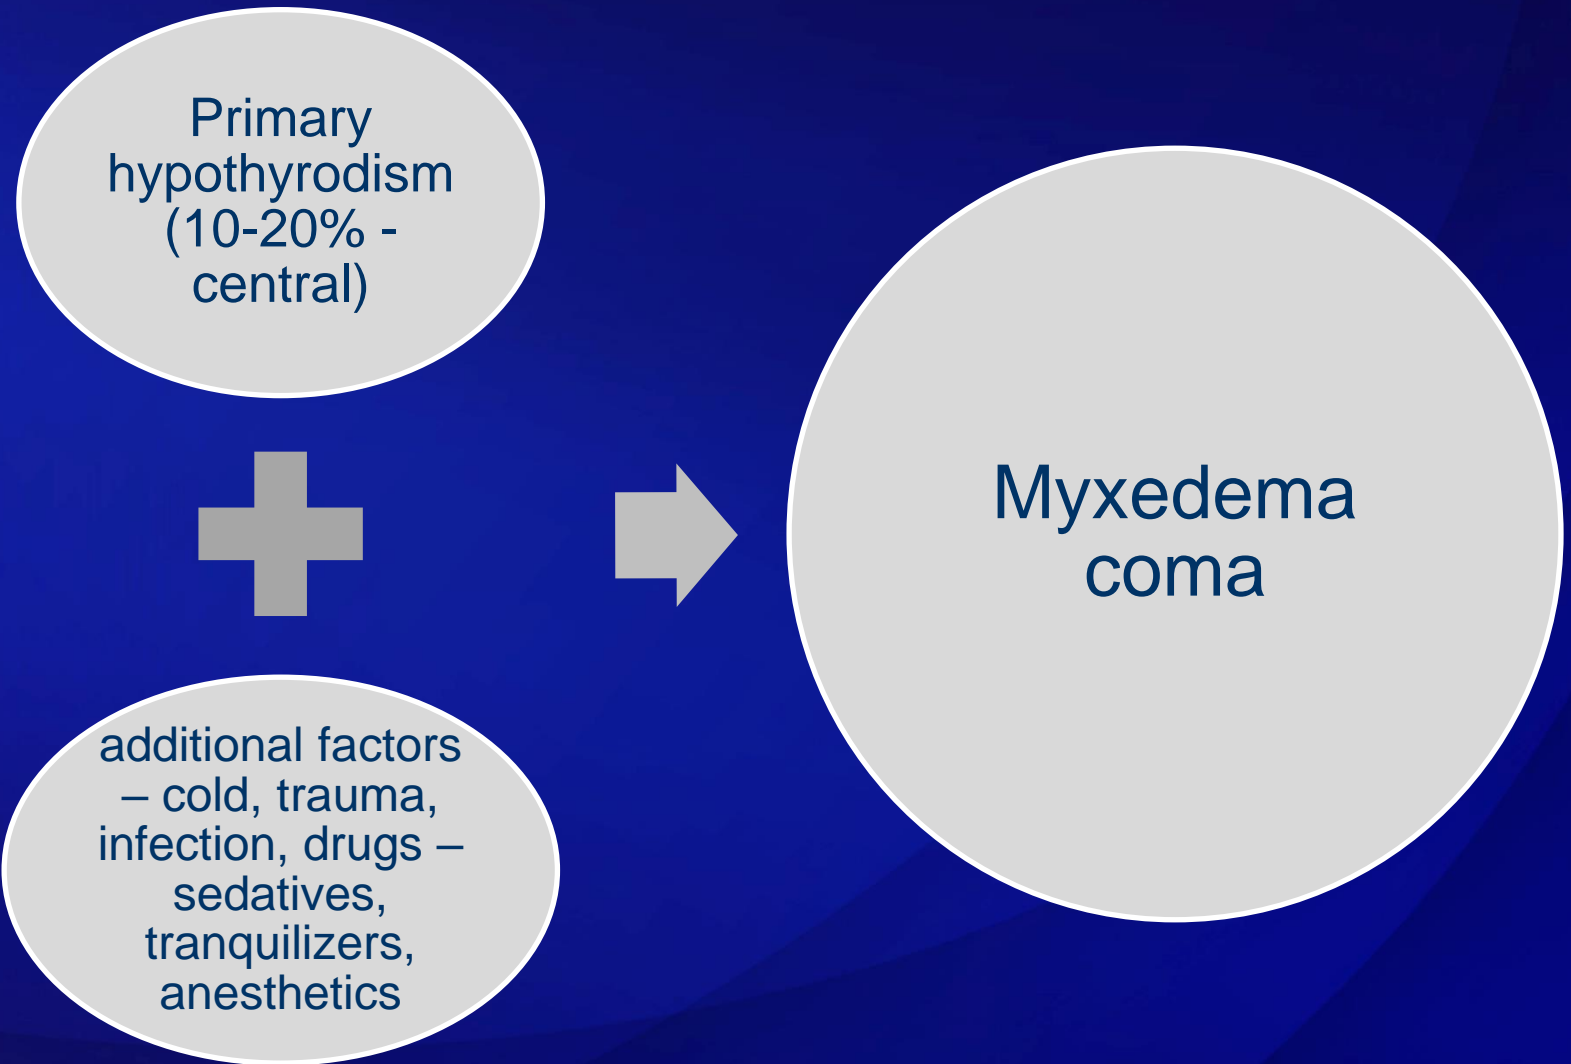 Primary
hypothyrodism
(10-20% -
central)
additional factors
– cold, trauma,
infection, drugs –
sedatives,
tranquilizers,
anesthetics
Myxedema
coma